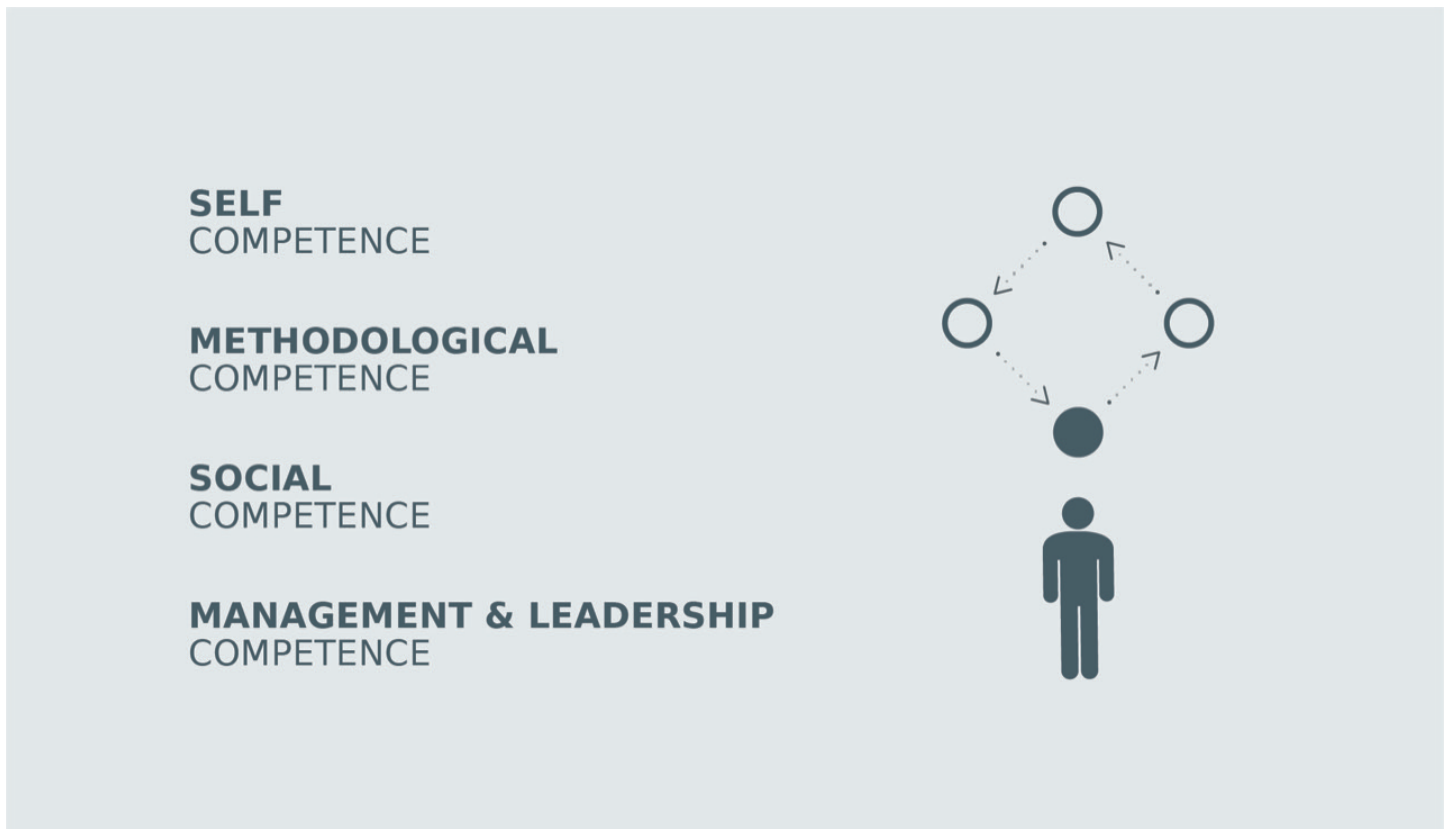 SELF
COMPETENCE
METHODOLOGICAL
COMPETENCE
SOCIAL
COMPETENCE
MANAGEMENT & LEADERSHIP
COMPETENCE